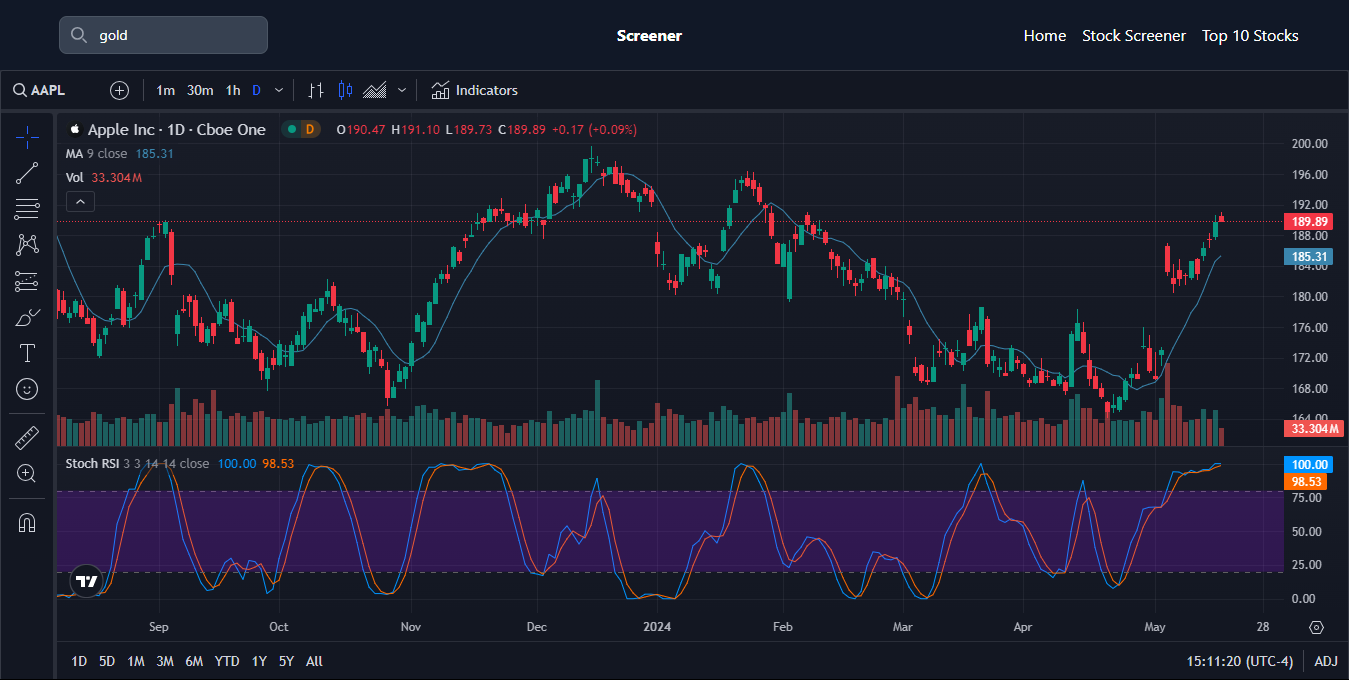 gold
Screener
Home Stock Screener Top 10 Stocks
AAPL 1m 30m 1h D Indicators
Apple Inc · 1D · Cboe One D O190.47 H191.10 L189.73 C189.89 +0.17 (+0.09%)
MA 9 close 185.31
Vol 33.304M
200.00
196.00
192.00
189.89
188.00
185.31
184.00
180.00
176.00
172.00
168.00
164.00
33.304M
Stoch RSI 3 3 14 14 close 100.00 98.53
100.00
98.53
75.00
50.00
25.00
0.00
Sep Oct Nov Dec 2024 Feb Mar Apr May 28
1D 5D 1M 3M 6M YTD 1Y 5Y All 15:11:20 (UTC-4) ADJ